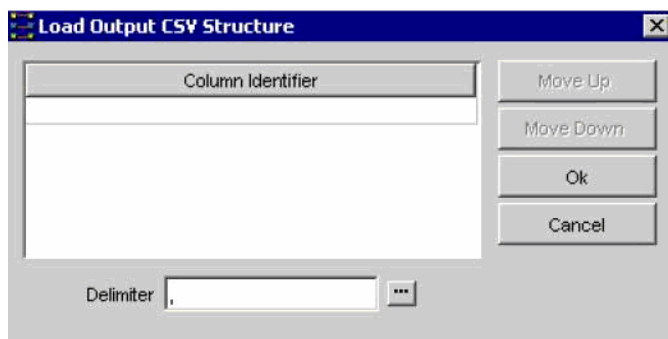 Load Output CSV Structure
Column Identifier
Move Up
Move Down
Ok
Cancel
Delimiter ,
...